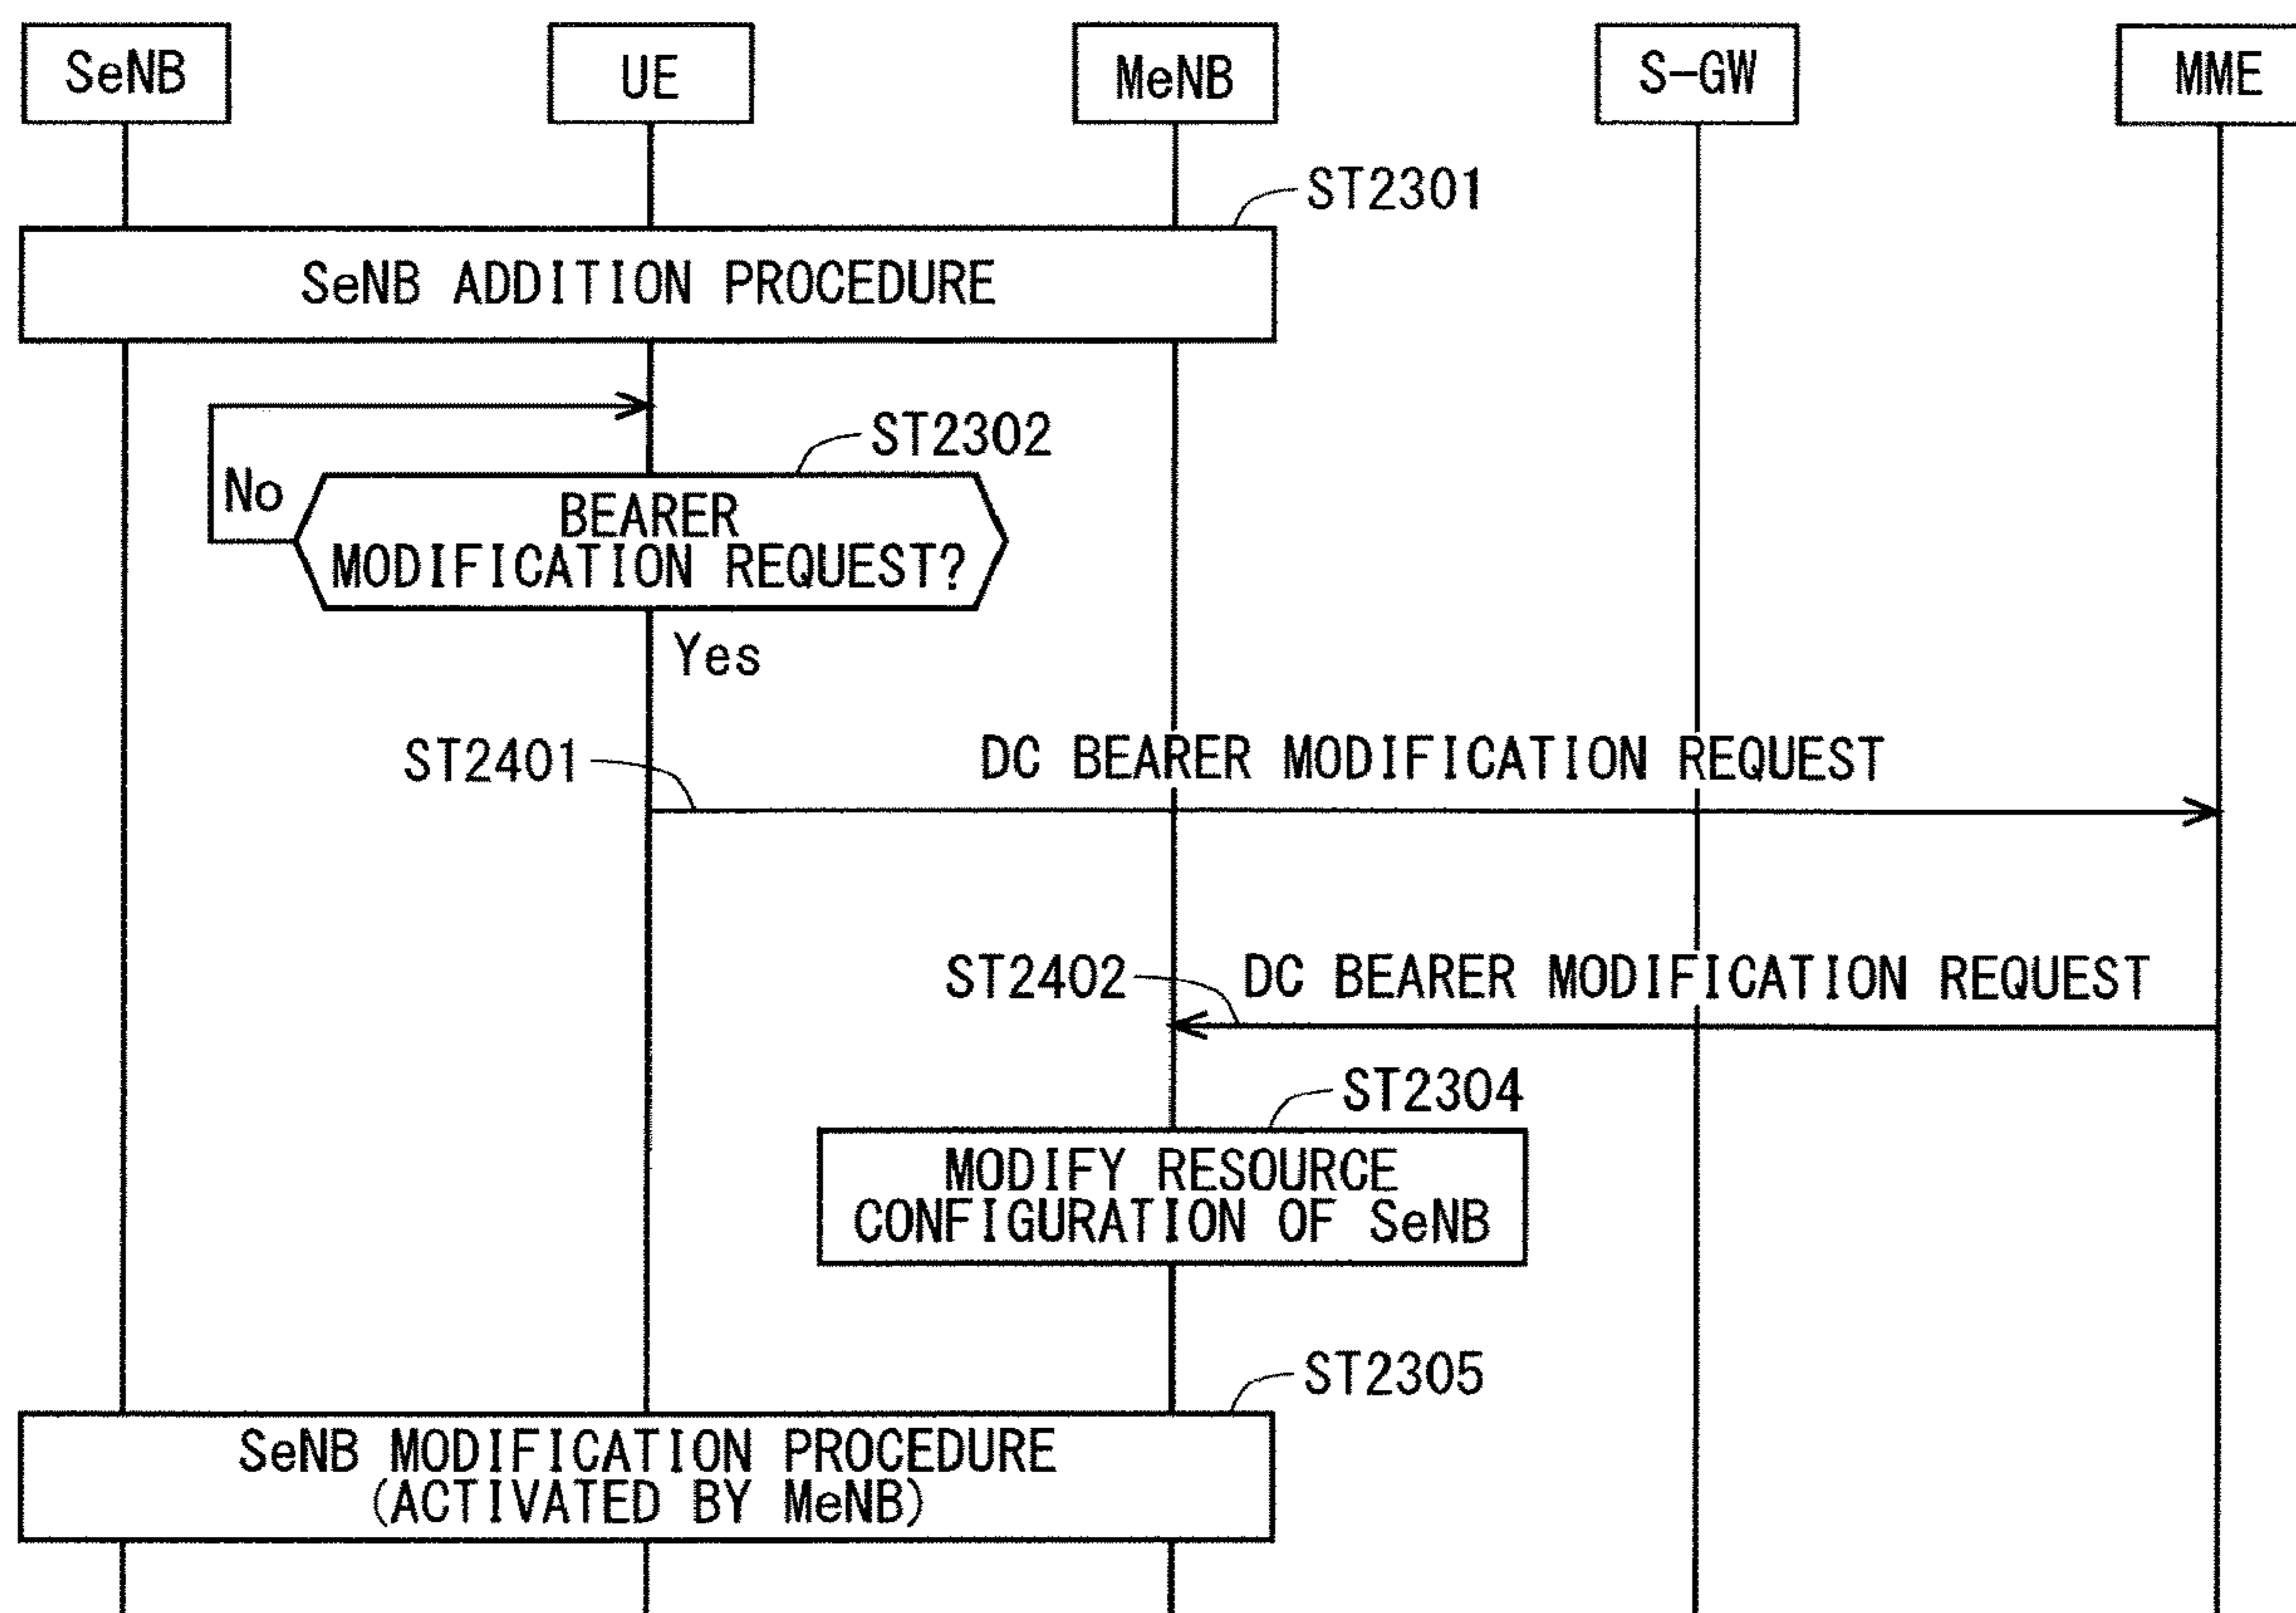 SeNB
UE
MeNB
S-GW
MME
ST2301
SeNB ADDITION PROCEDURE
ST2302
No
BEARER
MODIFICATION REQUEST?
Yes
ST2401
DC BEARER MODIFICATION REQUEST
ST2402
DC BEARER MODIFICATION REQUEST
ST2304
MODIFY RESOURCE
CONFIGURATION OF SeNB
ST2305
SeNB MODIFICATION PROCEDURE
(ACTIVATED BY MeNB)